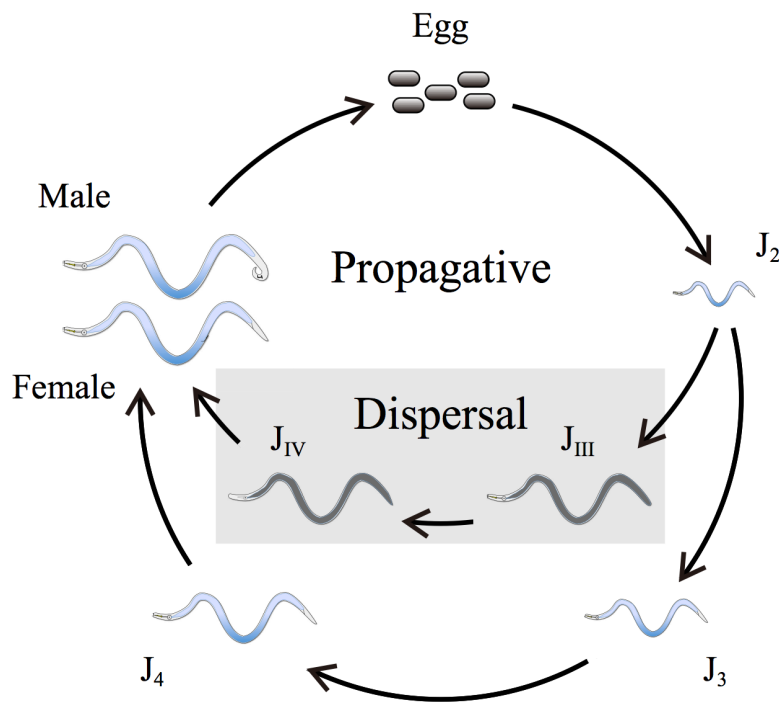 Egg
Male
J2
Propagative
Female
Dispersal
JIV
JIII
J4
J3